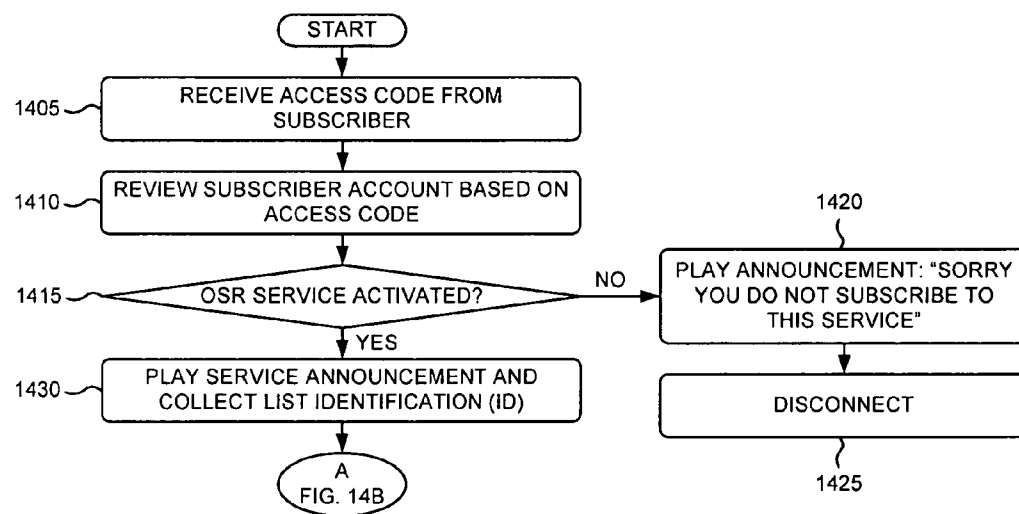 START
1405
RECEIVE ACCESS CODE FROM
SUBSCRIBER
1410
REVIEW SUBSCRIBER ACCOUNT BASED ON
ACCESS CODE
1415
OSR SERVICE ACTIVATED?
NO
1420
PLAY ANNOUNCEMENT: “SORRY
YOU DO NOT SUBSCRIBE TO
THIS SERVICE”
YES
1430
PLAY SERVICE ANNOUNCEMENT AND
COLLECT LIST IDENTIFICATION (ID)
DISCONNECT
1425
A
FIG. 14B